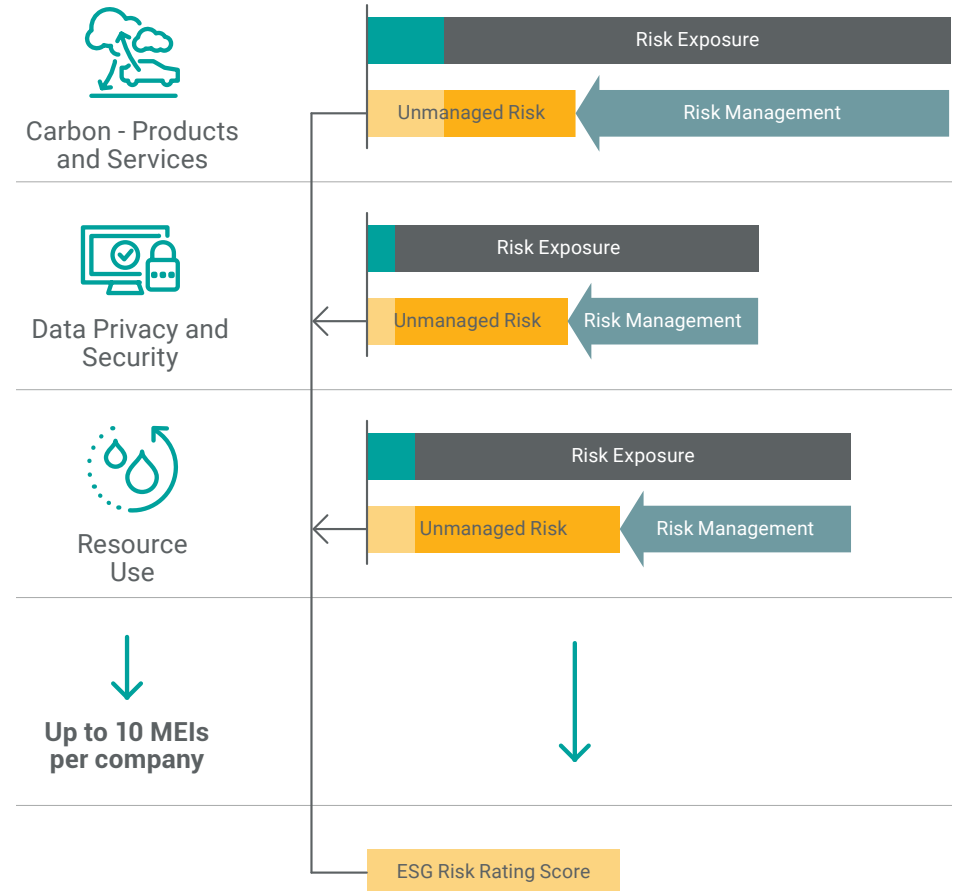 Risk Exposure
Unmanaged Risk
Risk Management
Carbon - Products
and Services
Risk Exposure
Unmanaged Risk
Risk Management
Data Privacy and
Security
Risk Exposure
Unmanaged Risk
Risk Management
Resource
Use
Up to 10 MEIs
per company
ESG Risk Rating Score